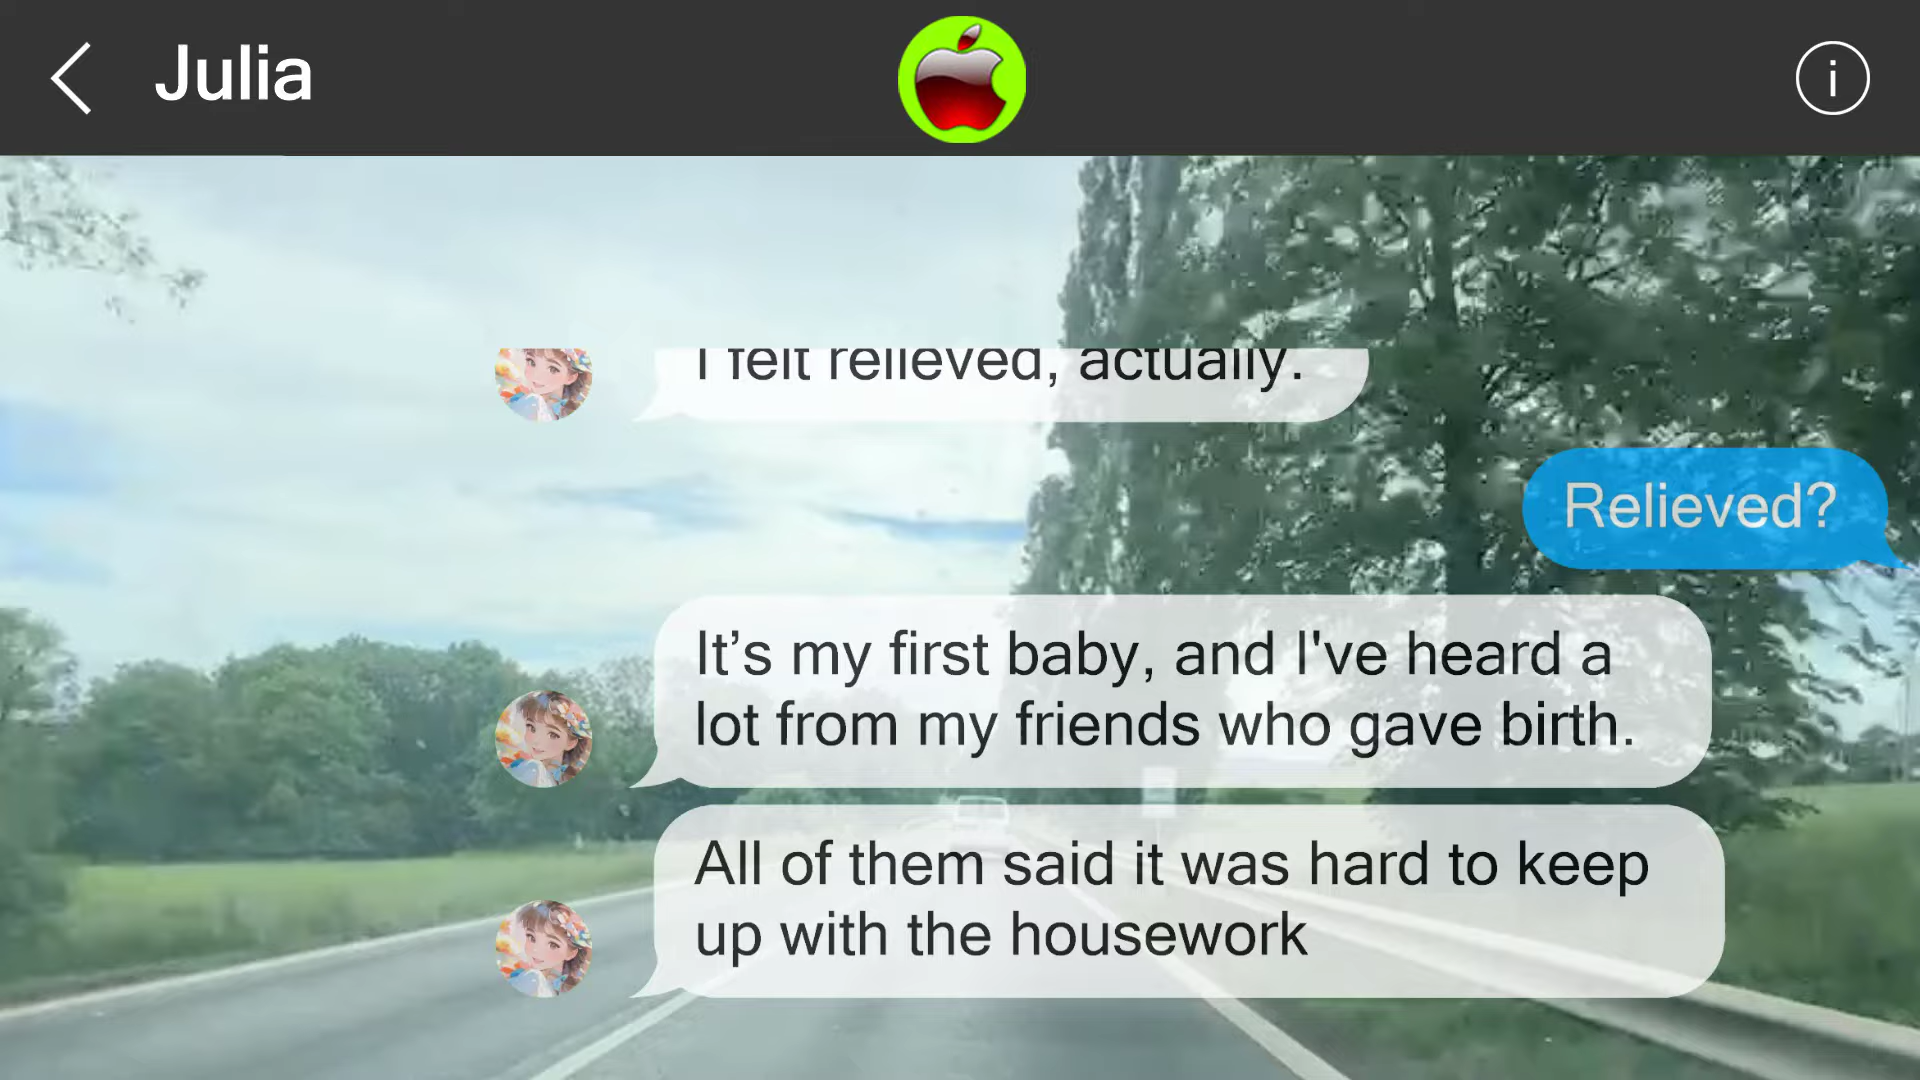 Julia
I felt relieved, actually.
Relieved?
It’s my first baby, and I've heard a
lot from my friends who gave birth.
All of them said it was hard to keep
up with the housework